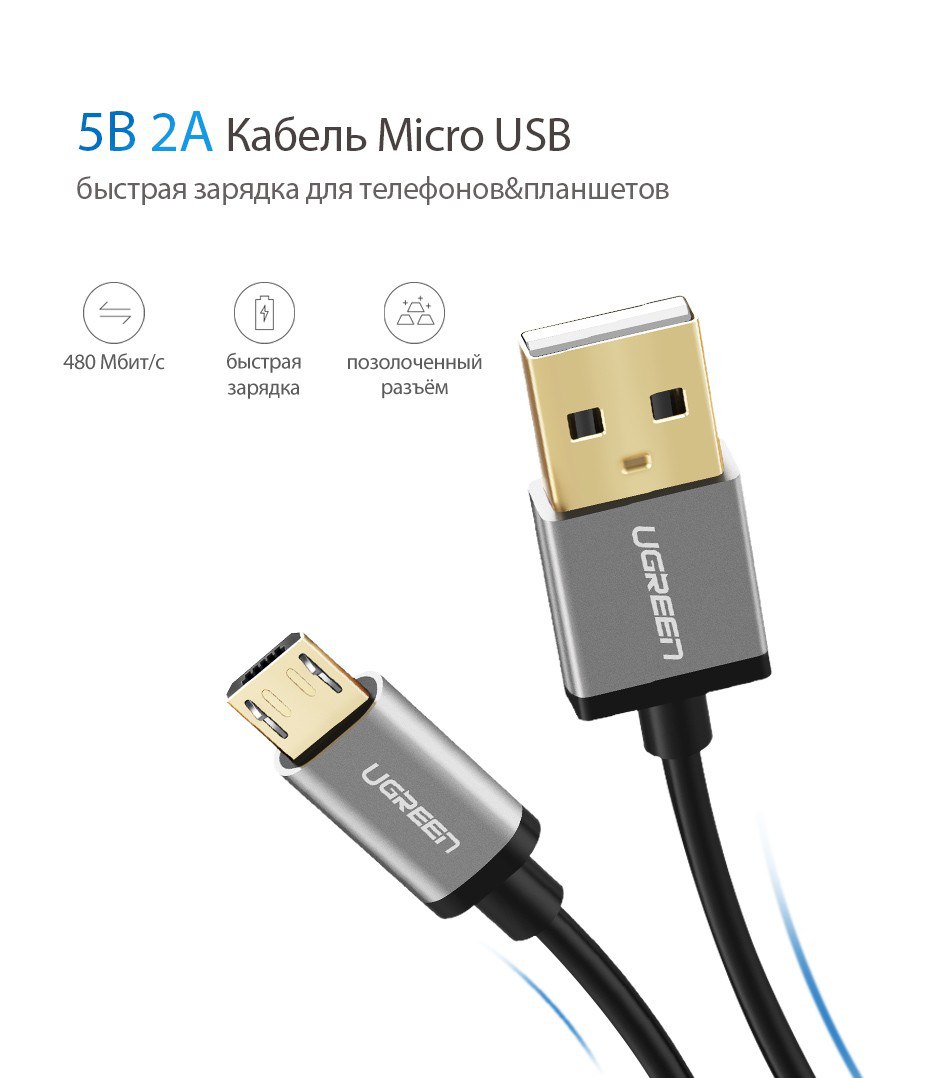 5В 2А Кабель Micro USB
быстрая зарядка для телефонов&планшетов
480 Мбит/с
быстрая
зарядка
позолоченный
разъём
UGREEN
UGREEN